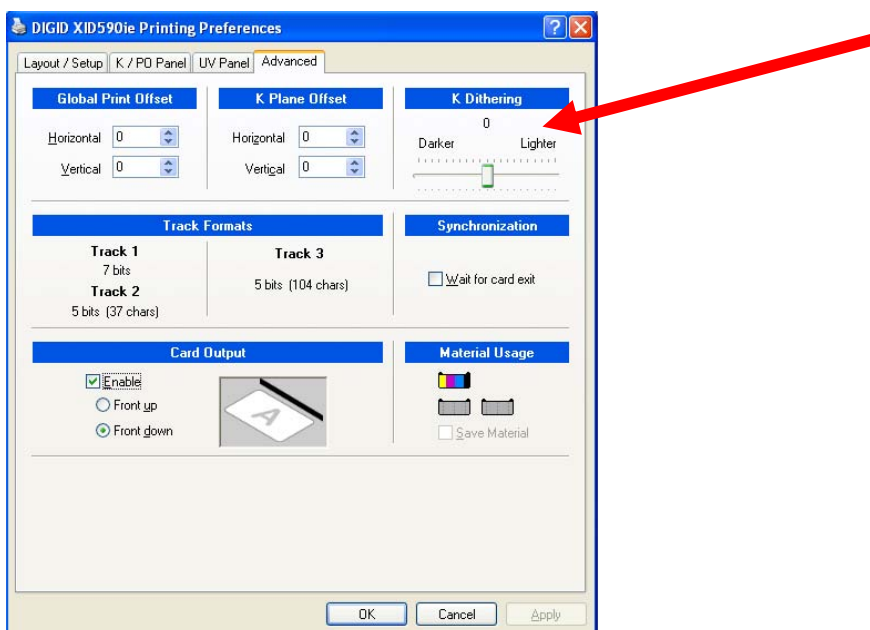 DIGID XID590ie Printing Preferences
Layout / Setup K / PO Panel UV Panel Advanced
Global Print Offset
Horizontal 0
Vertical 0
K Plane Offset
Horizontal 0
Vertical 0
K Dithering
0
Darker Lighter
Track Formats
Track 1
7 bits
Track 2
5 bits (37 chars)
Track 3
5 bits (104 chars)
Synchronization
Wait for card exit
Card Output
Enable
Front up
Front down
A
Material Usage
Save Material
OK Cancel Apply